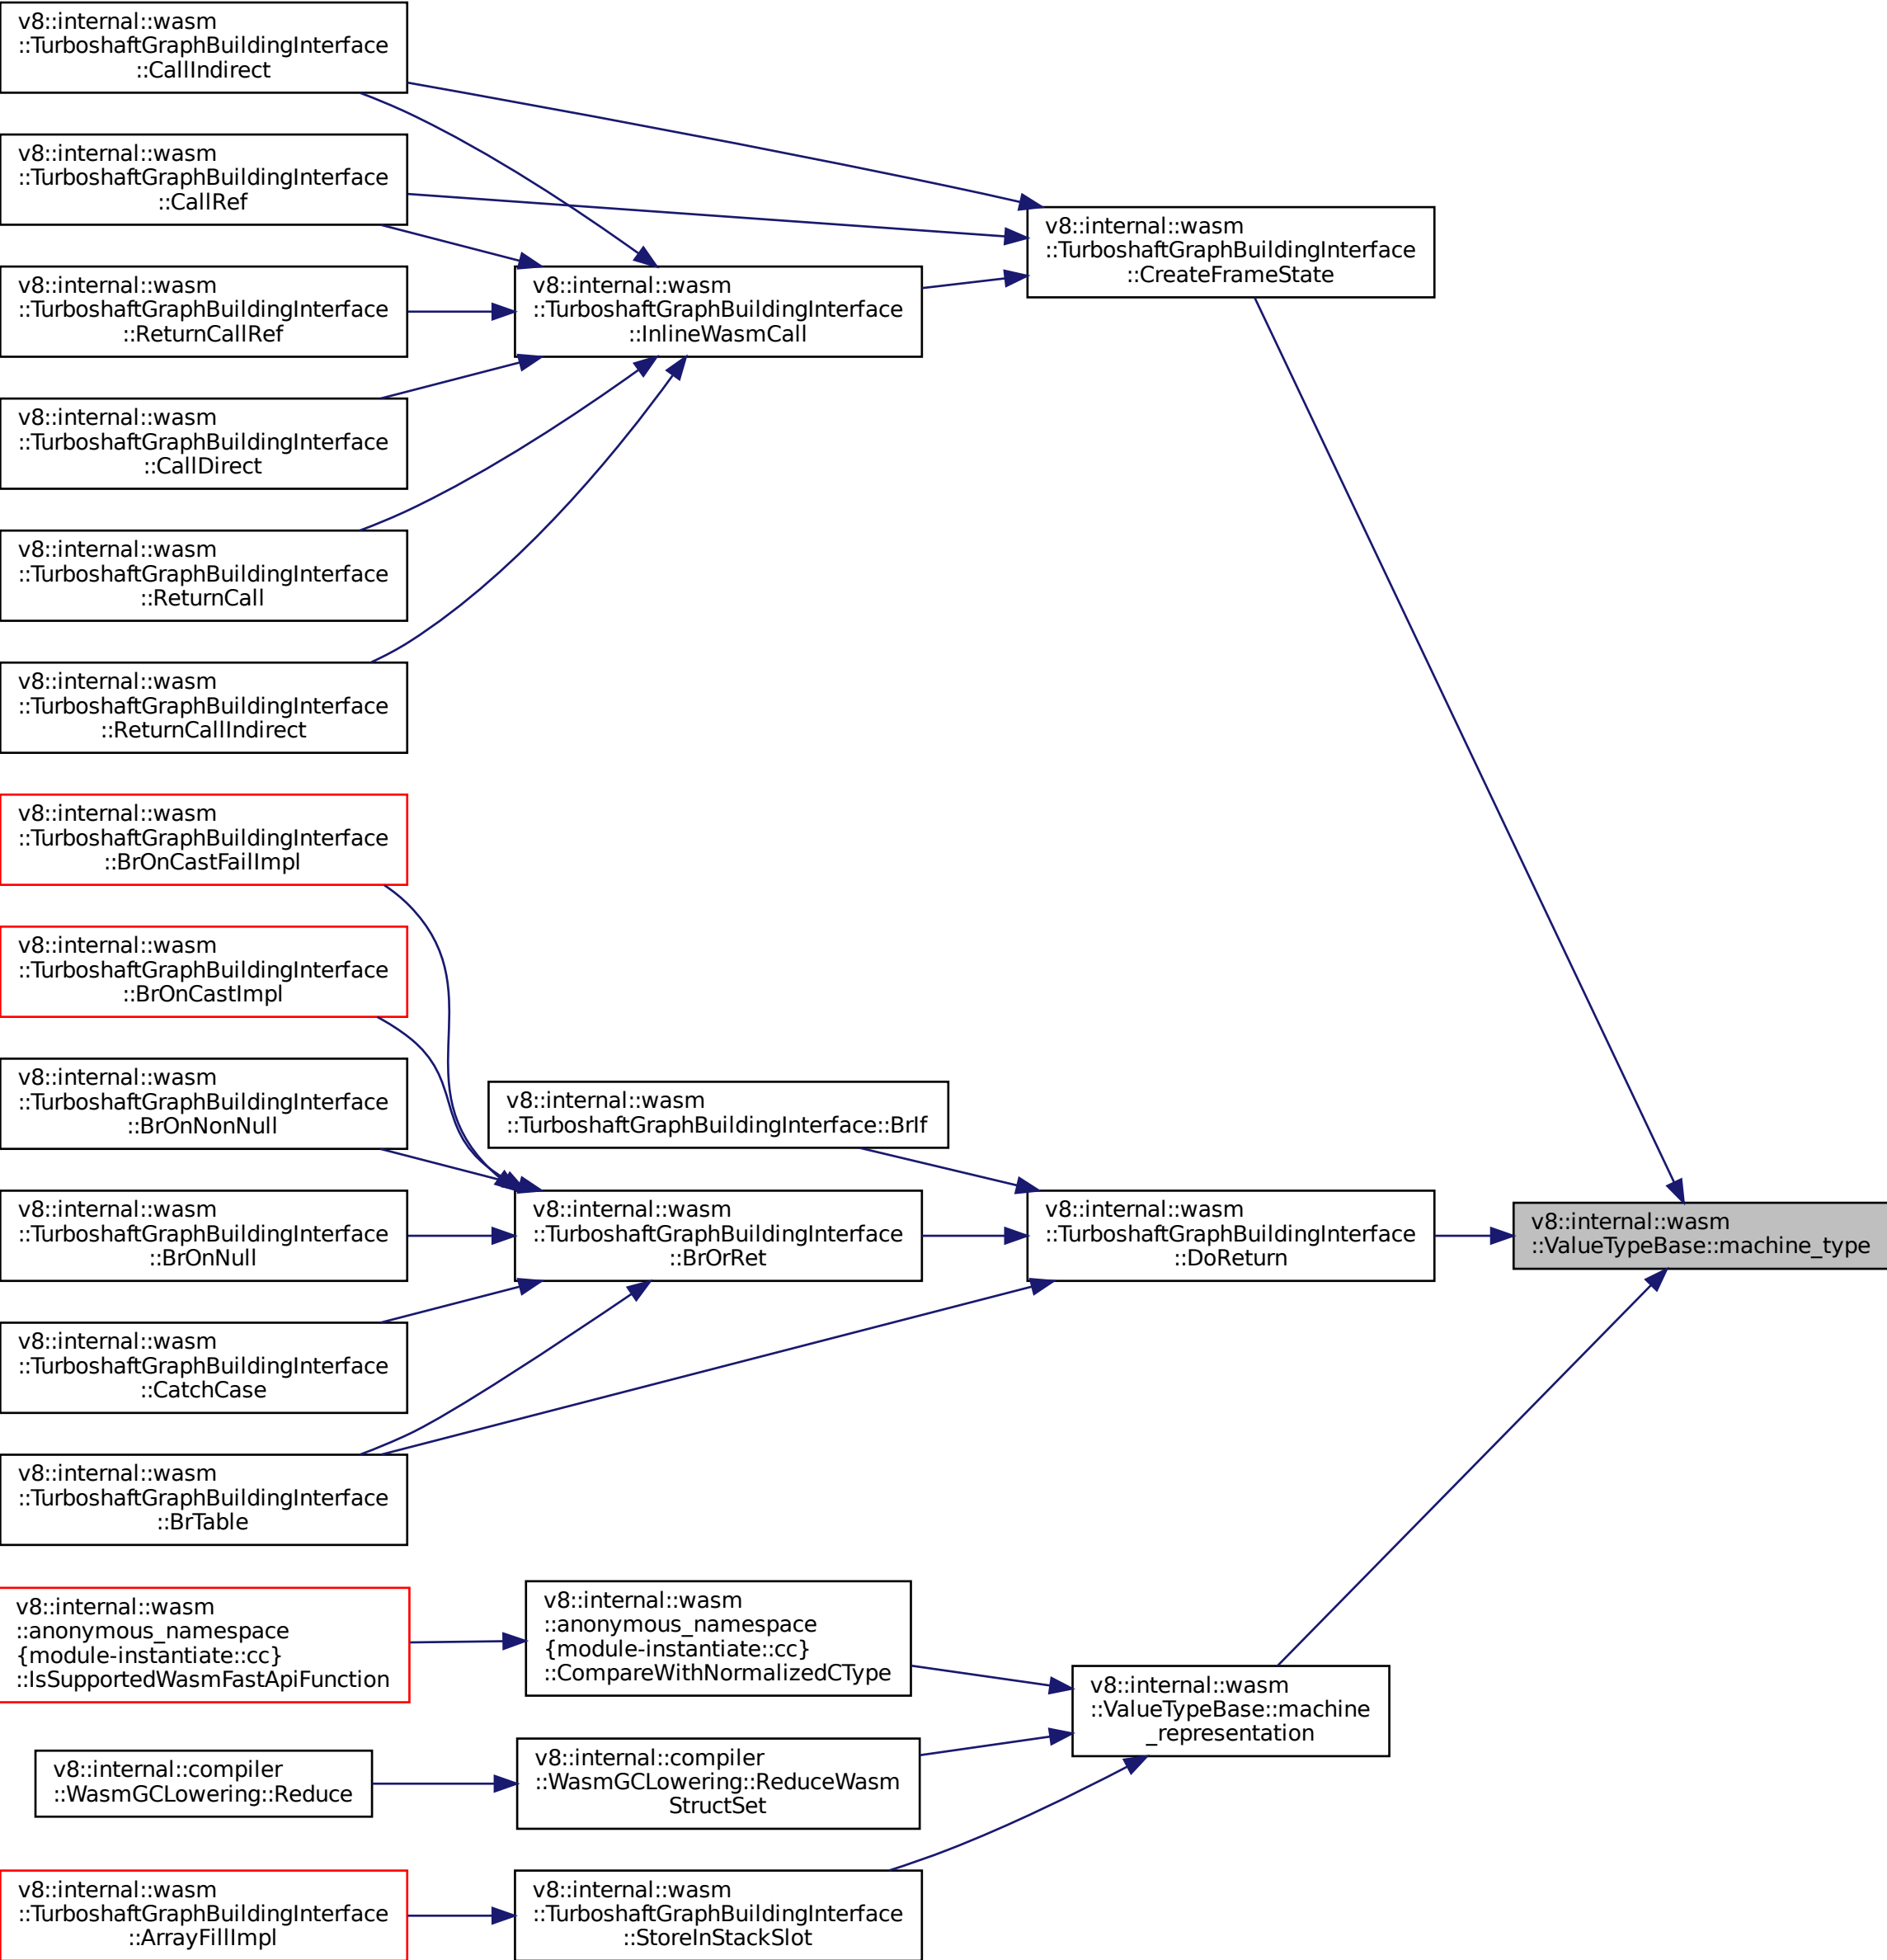 v8::internal::wasm
::TurboshaftGraphBuildingInterface
::CallIndirect
v8::internal::wasm
::TurboshaftGraphBuildingInterface
::CallRef
v8::internal::wasm
::TurboshaftGraphBuildingInterface
::ReturnCallRef
v8::internal::wasm
::TurboshaftGraphBuildingInterface
::CallDirect
v8::internal::wasm
::TurboshaftGraphBuildingInterface
::ReturnCall
v8::internal::wasm
::TurboshaftGraphBuildingInterface
::ReturnCallIndirect
v8::internal::wasm
::TurboshaftGraphBuildingInterface
::BrOnCastFailImpl
v8::internal::wasm
::TurboshaftGraphBuildingInterface
::BrOnCastImpl
v8::internal::wasm
::TurboshaftGraphBuildingInterface
::BrOnNonNull
v8::internal::wasm
::TurboshaftGraphBuildingInterface
::BrOnNull
v8::internal::wasm
::TurboshaftGraphBuildingInterface
::CatchCase
v8::internal::wasm
::TurboshaftGraphBuildingInterface
::BrTable
v8::internal::wasm
::anonymous_namespace
{module-instantiate::cc}
::IsSupportedWasmFastApiFunction
v8::internal::compiler
::WasmGCLowering::Reduce
v8::internal::wasm
::TurboshaftGraphBuildingInterface
::ArrayFillImpl
v8::internal::wasm
::TurboshaftGraphBuildingInterface
::InlineWasmCall
v8::internal::wasm
::TurboshaftGraphBuildingInterface::BrIf
v8::internal::wasm
::TurboshaftGraphBuildingInterface
::BrOrRet
v8::internal::wasm
::anonymous_namespace
{module-instantiate::cc}
::CompareWithNormalizedCType
v8::internal::compiler
::WasmGCLowering::ReduceWasm
StructSet
v8::internal::wasm
::TurboshaftGraphBuildingInterface
::StoreInStackSlot
v8::internal::wasm
::TurboshaftGraphBuildingInterface
::CreateFrameState
v8::internal::wasm
::TurboshaftGraphBuildingInterface
::DoReturn
v8::internal::wasm
::ValueTypeBase::machine
_representation
v8::internal::wasm
::ValueTypeBase::machine_type